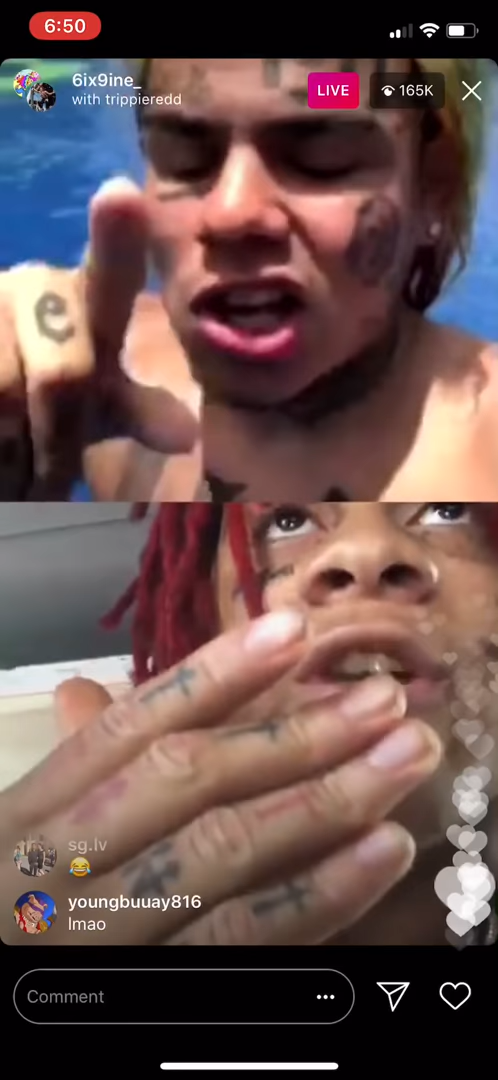 6:50
6ix9ine_
with trippieredd
LIVE
165K
e
sg.lv
😂
youngbuuay816
lmao
Comment